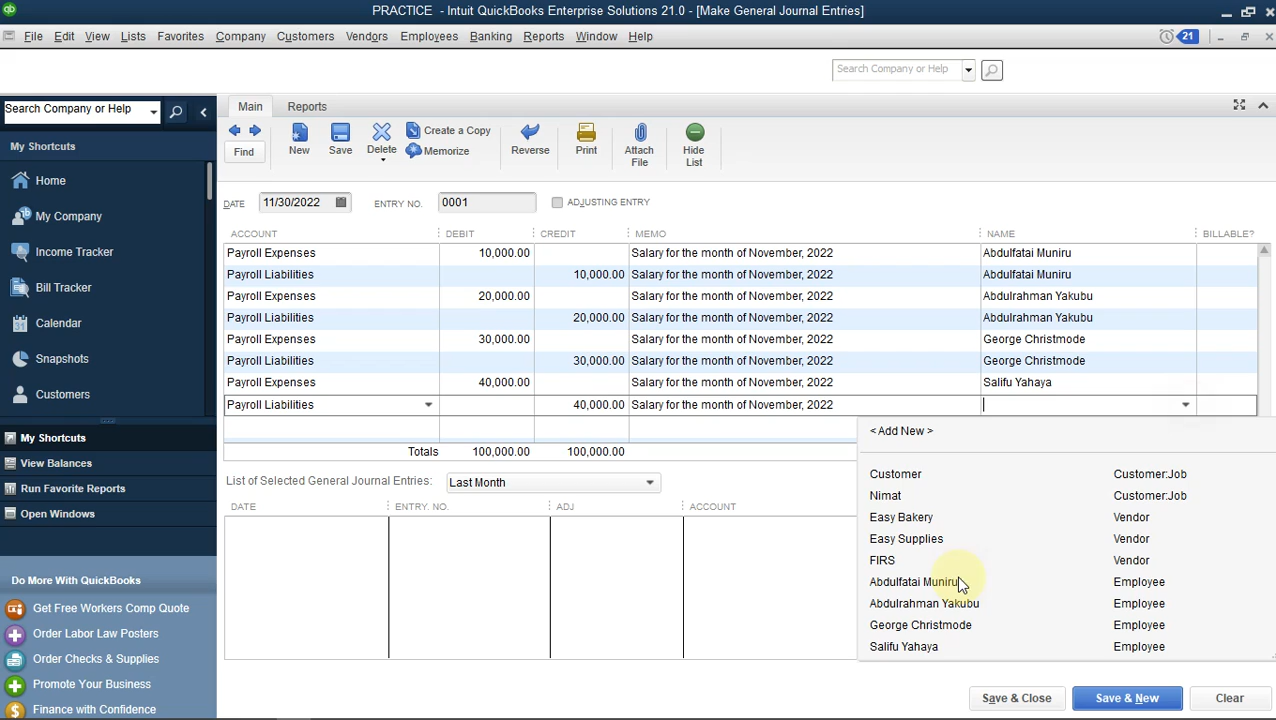 PRACTICE - Intuit QuickBooks Enterprise Solutions 21.0 - [Make General Journal Entries]
File Edit View Lists Favorites Company Customers Vendors Employees Banking Reports Window Help 21
Search Company or Help
Search Company or Help
My Shortcuts
Home
My Company
Income Tracker
Bill Tracker
Calendar
Snapshots
Customers
My Shortcuts
View Balances
Run Favorite Reports
Open Windows
Do More With QuickBooks
Get Free Workers Comp Quote
Order Labor Law Posters
Order Checks & Supplies
Promote Your Business
Finance with Confidence
Main Reports
Find New Save Delete Create a Copy Memorize Reverse Print Attach File Hide List
DATE 11/30/2022 ENTRY NO. 0001 ADJUSTING ENTRY
ACCOUNT DEBIT CREDIT MEMO NAME BILLABLE?
Payroll Expenses 10,000.00 Salary for the month of November, 2022 Abdulfatai Muniru
Payroll Liabilities 10,000.00 Salary for the month of November, 2022 Abdulfatai Muniru
Payroll Expenses 20,000.00 Salary for the month of November, 2022 Abdulrahman Yakubu
Payroll Liabilities 20,000.00 Salary for the month of November, 2022 Abdulrahman Yakubu
Payroll Expenses 30,000.00 Salary for the month of November, 2022 George Christmode
Payroll Liabilities 30,000.00 Salary for the month of November, 2022 George Christmode
Payroll Expenses 40,000.00 Salary for the month of November, 2022 Salifu Yahaya
Payroll Liabilities 40,000.00 Salary for the month of November, 2022
Totals 100,000.00 100,000.00
< Add New >
Customer Customer:Job
Nimat Customer:Job
Easy Bakery Vendor
Easy Supplies Vendor
FIRS Vendor
Abdulfatai Muniru Employee
Abdulrahman Yakubu Employee
George Christmode Employee
Salifu Yahaya Employee
List of Selected General Journal Entries: Last Month
DATE ENTRY. NO. ADJ ACCOUNT
Save & Close Save & New Clear